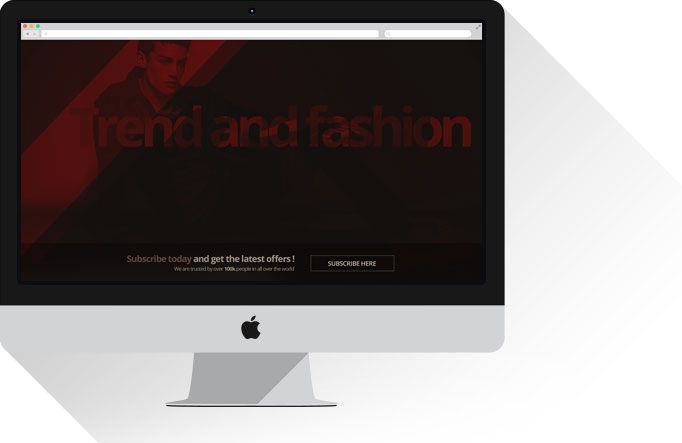 Trend and fashion
Subscribe today and get the latest offers !
We are trusted by over 100k people in all over the world
SUBSCRIBE HERE